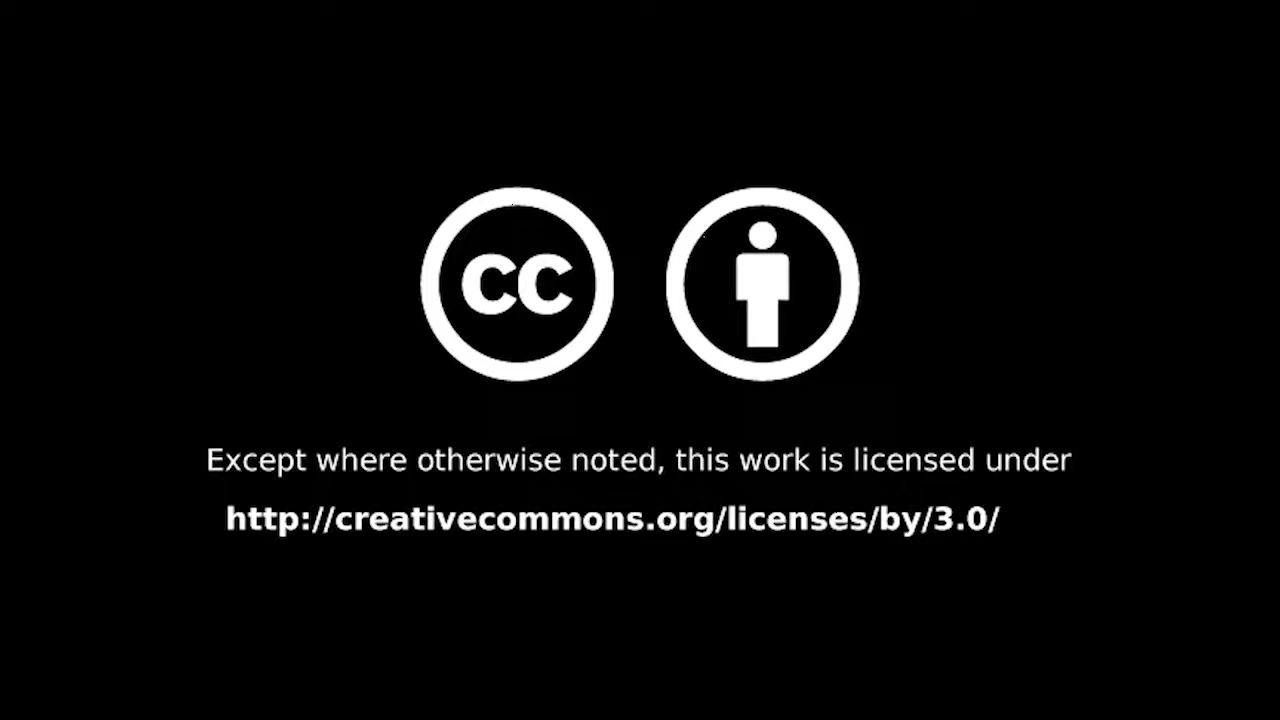 cc
Except where otherwise noted, this work is licensed under
http://creativecommons.org/licenses/by/3.0/